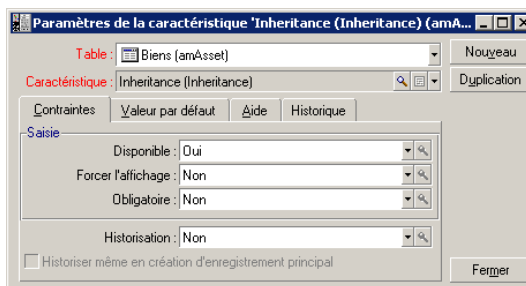 Paramètres de la caractéristique 'Inheritance (Inheritance) (amA...
Table : Biens (amAsset)
Nouveau
Caractéristique : Inheritance (Inheritance)
Duplication
Contraintes Valeur par défaut Aide Historique
Saisie
Disponible : Oui
Forcer l'affichage : Non
Obligatoire : Non
Historisation : Non
Historiser même en création d'enregistrement principal
Fermer